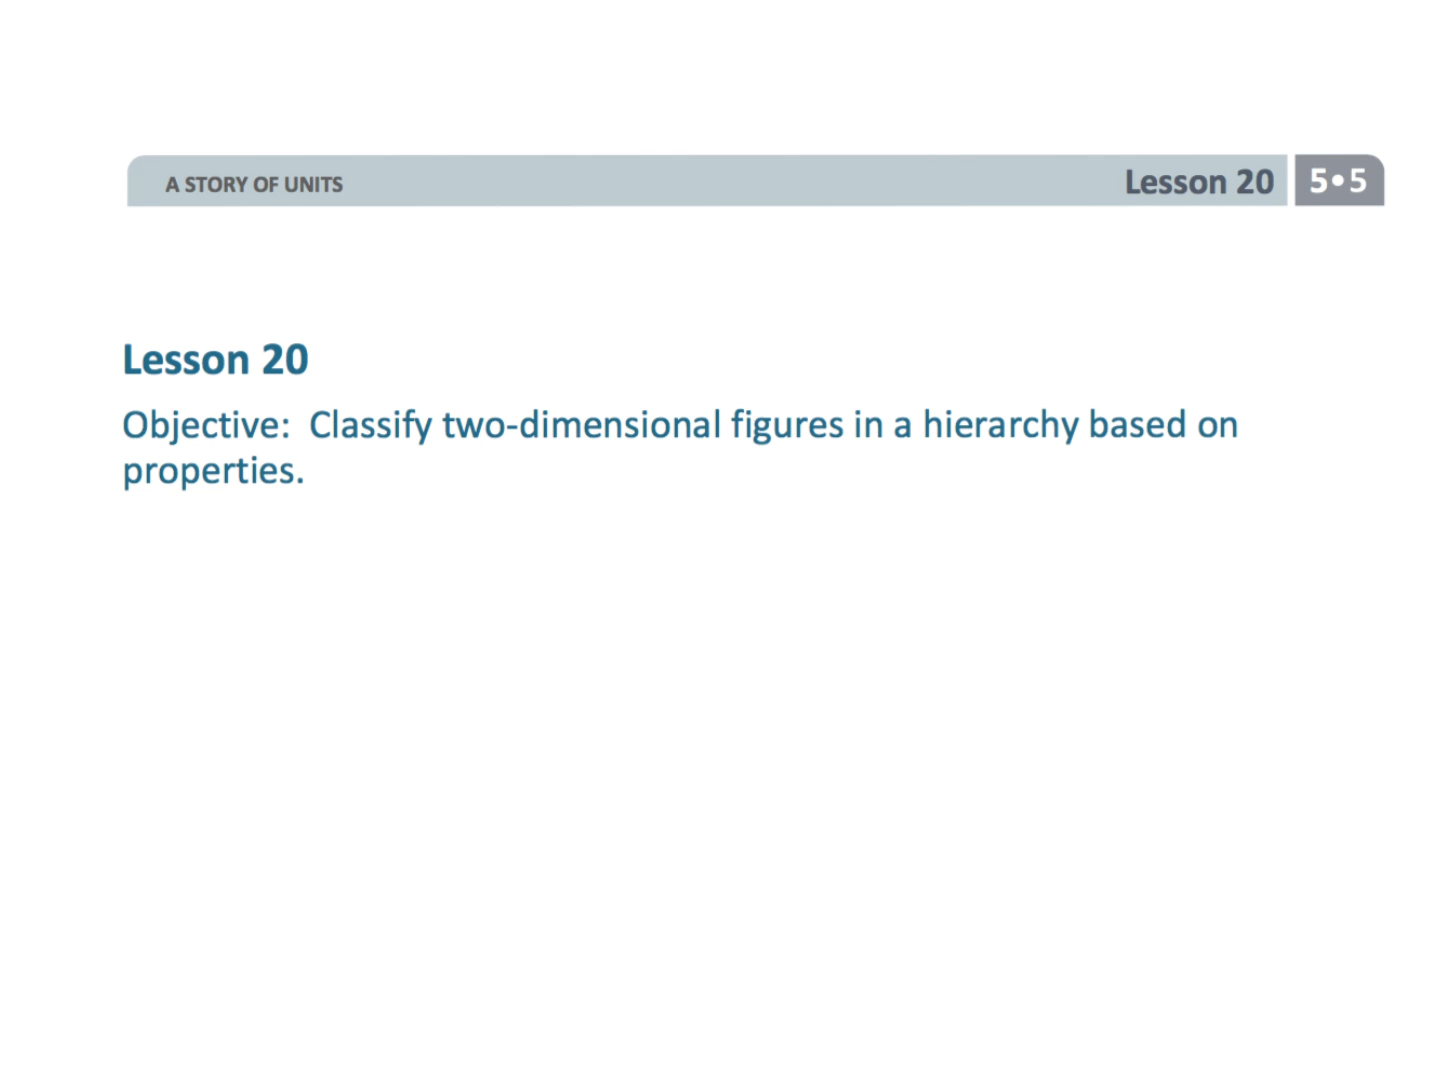 A STORY OF UNITS
Lesson 20 5•5
Lesson 20
Objective: Classify two-dimensional figures in a hierarchy based on
properties.